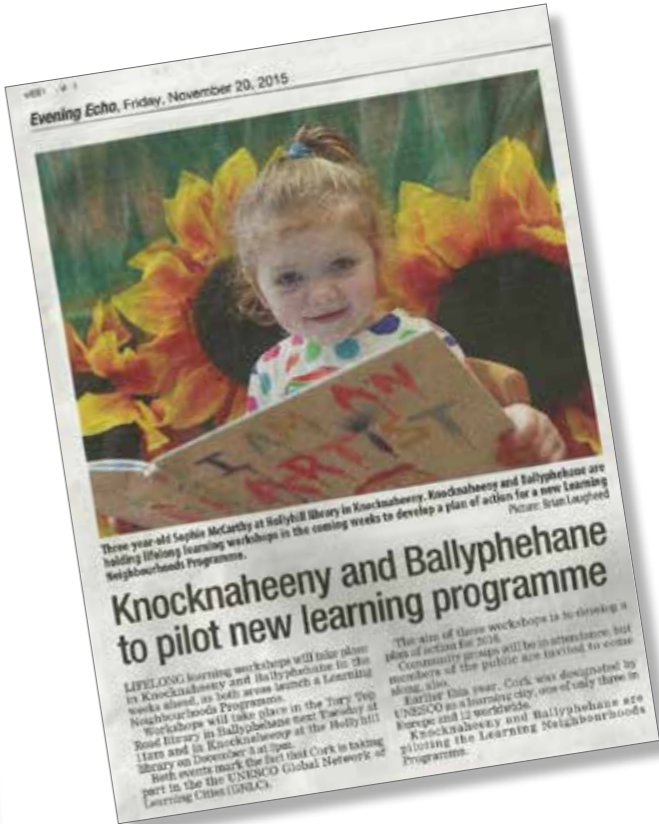 Evening Echo, Friday, November 20, 2015
I AM AN
ARTIST
Three-year-old Sophie McCarthy at Hollyhill library in Knocknaheeny. Knocknaheeny and Ballyphehane are
holding lifelong learning workshops in the coming weeks to develop a plan of action for a new Learning
Neighbourhoods Programme.
Picture: Brian Lougheed
Knocknaheeny and Ballyphehane
to pilot new learning programme
LIFELONG learning workshops will take place
in Knocknaheeny and Ballyphehane in the
weeks ahead, as both areas launch a Learning
Neighbourhoods Programme.
Workshops will take place in the Tory Top
Road library in Ballyphehane next Tuesday at
11am and in Knocknaheeny at the Hollyhill
library on December 3 at
Both events mark the fact that Cork is taking
part in the the UNESCO Global Network of
Learning Cities (GNLC).
The aim of these workshops is to develop a
plan of action for 2016.
Community groups will be in attendance, but
members of the public are invited to come
along, also.
Earlier this year, Cork was designated by
UNESCO as a learning city, one of only three in
Europe and 12 worldwide.
Knocknaheeny and Ballyphehane are
piloting the Learning Neighbourhoods
Programme.